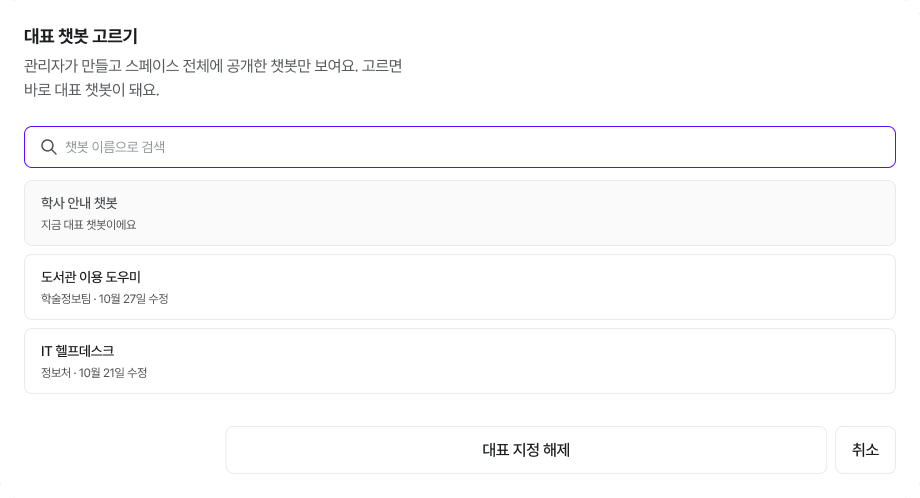 대표 챗봇 고르기
관리자가 만들고 스페이스 전체에 공개한 챗봇만 보여요. 고르면
바로 대표 챗봇이 돼요.
챗봇 이름으로 검색
학사 안내 챗봇
지금 대표 챗봇이에요
도서관 이용 도우미
학술정보팀 · 10월 27일 수정
IT 헬프데스크
정보처 · 10월 21일 수정
대표 지정 해제
취소